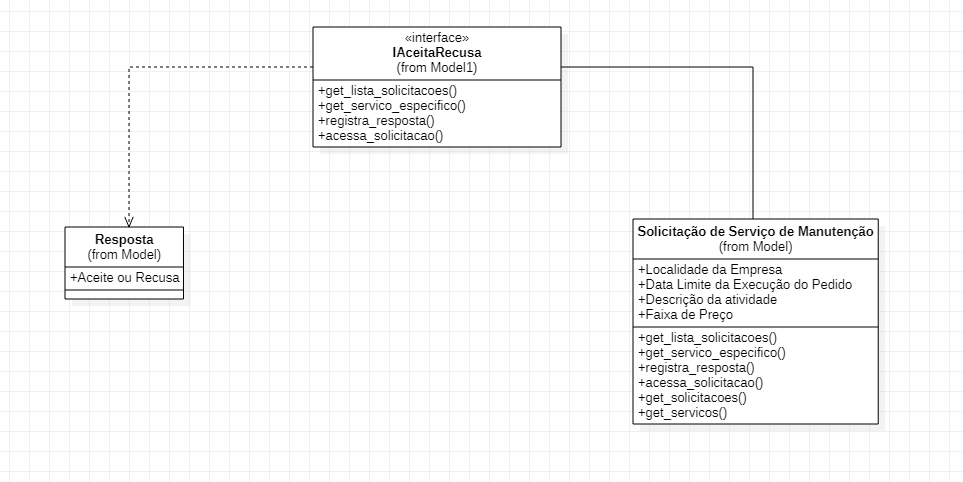 «interface»
IAceitaRecusa
(from Model1)
+get_lista_solicitacoes()
+get_servico_especifico()
+registra_resposta()
+acessa_solicitacao()
Resposta
(from Model)
+Aceite ou Recusa
Solicitação de Serviço de Manutenção
(from Model)
+Localidade da Empresa
+Data Limite da Execução do Pedido
+Descrição da atividade
+Faixa de Preço
+get_lista_solicitacoes()
+get_servico_especifico()
+registra_resposta()
+acessa_solicitacao()
+get_solicitacoes()
+get_servicos()